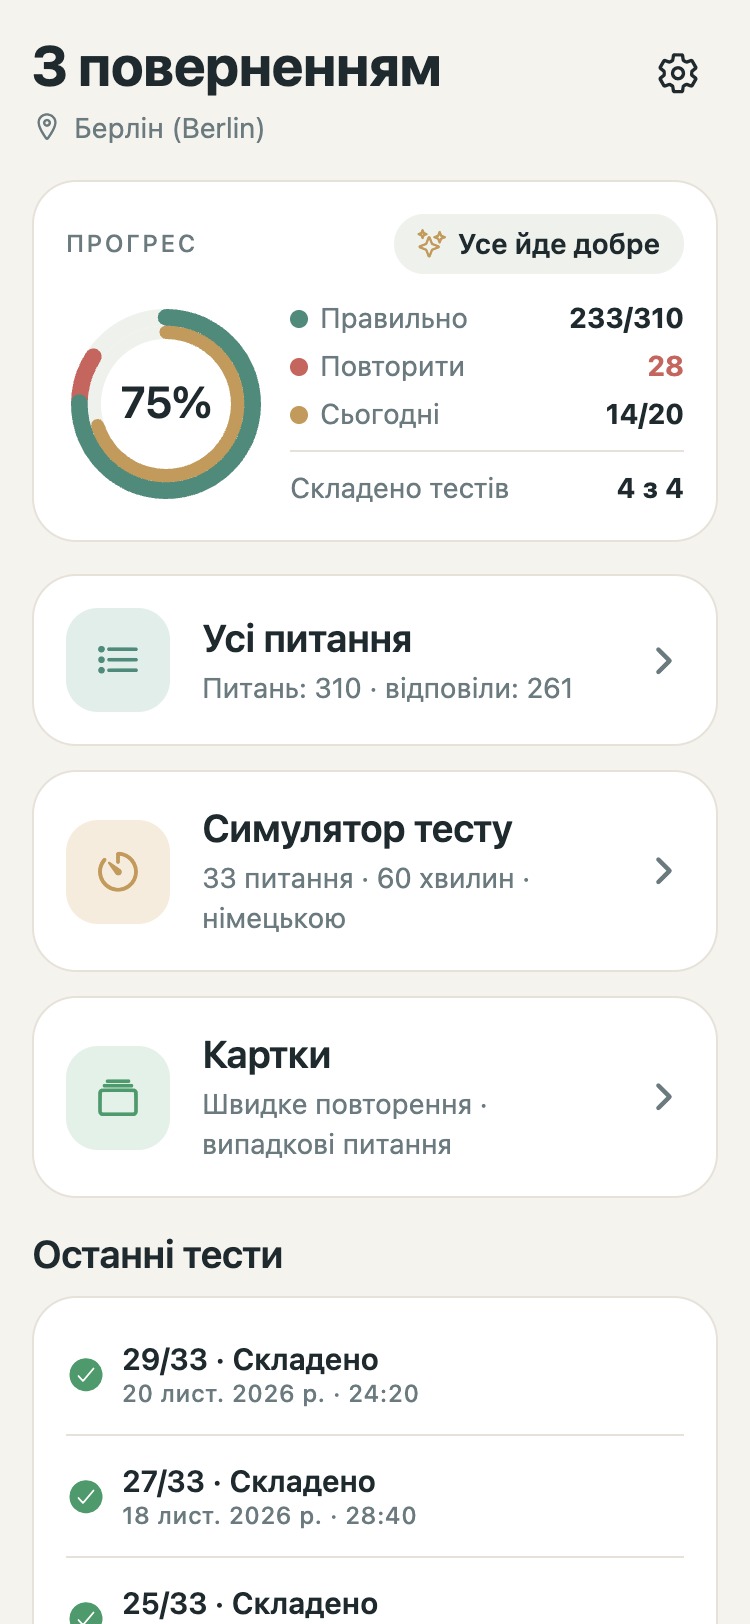 З поверненням
Берлін (Berlin)
ПРОГРЕС
Усе йде добре
75%
Правильно 233/310
Повторити 28
Сьогодні 14/20
Складено тестів 4 з 4
Усі питання
Питань: 310 · відповіли: 261
Симулятор тесту
33 питання · 60 хвилин ·
німецькою
Картки
Швидке повторення ·
випадкові питання
Останні тести
29/33 · Складено
20 лист. 2026 р. · 24:20
27/33 · Складено
18 лист. 2026 р. · 28:40
25/33 · Складено